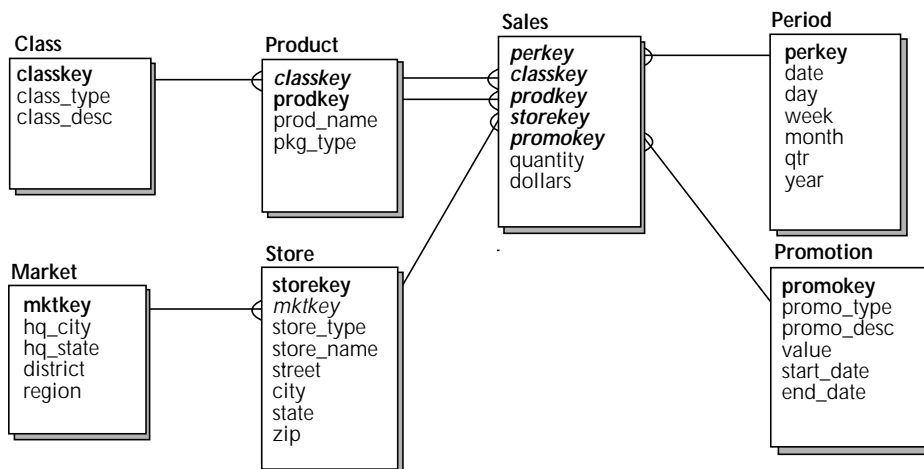 Class
classkey
class_type
class_desc
Product
classkey
prodkey
prod_name
pkg_type
Sales
perkey
classkey
prodkey
storekey
promokey
quantity
dollars
Period
perkey
date
day
week
month
qtr
year
Market
mktkey
hq_city
hq_state
district
region
Store
storekey
mktkey
store_type
store_name
street
city
state
zip
Promotion
promokey
promo_type
promo_desc
value
start_date
end_date